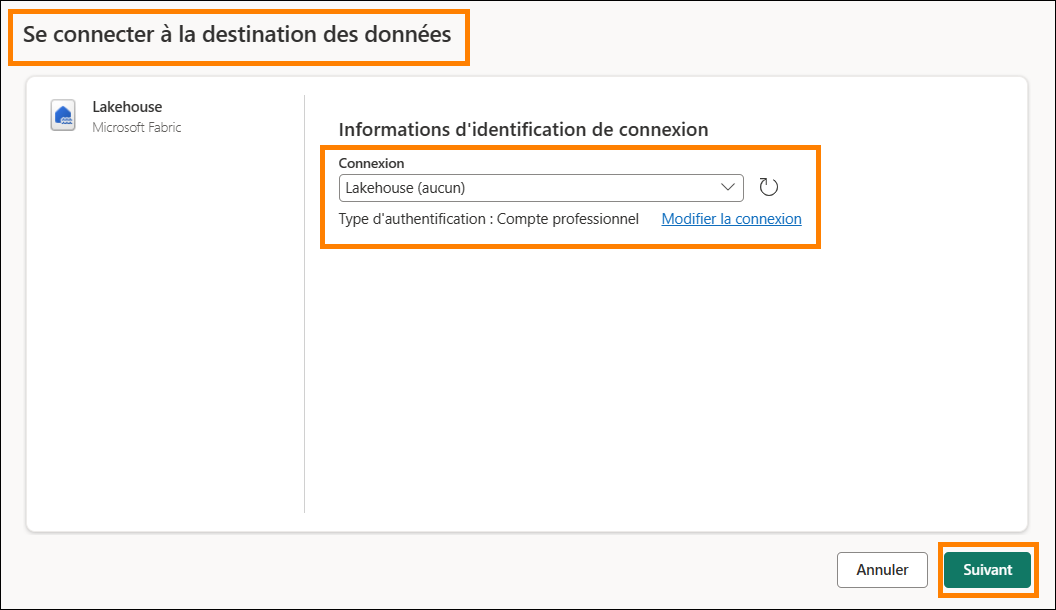 Se connecter à la destination des données
Lakehouse
Microsoft Fabric
Informations d'identification de connexion
Connexion
Lakehouse (aucun)
Type d'authentification : Compte professionnel Modifier la connexion
Annuler Suivant